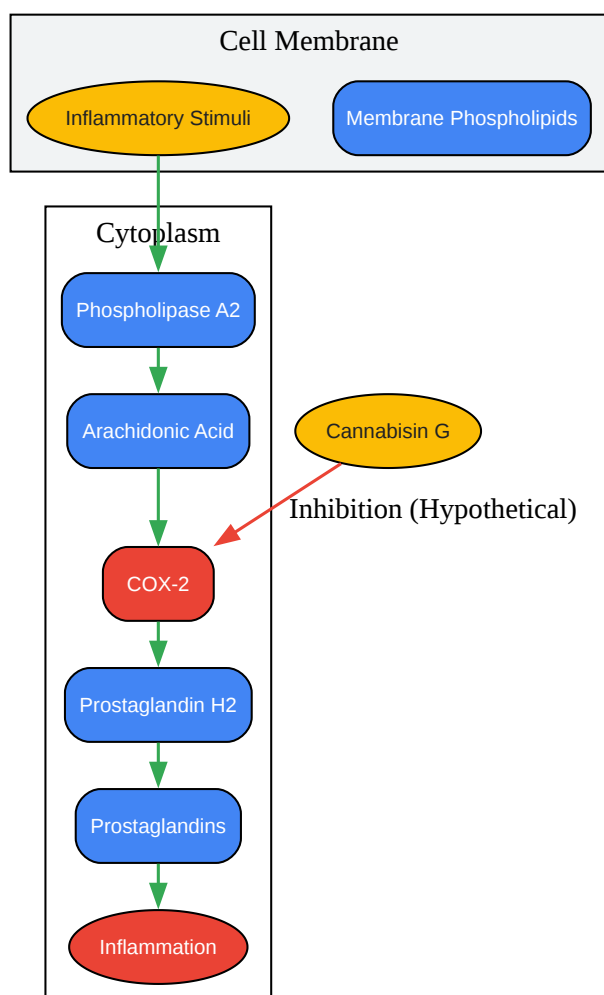 Cell Membrane
Inflammatory Stimuli
Membrane Phospholipids
Cytoplasm
Phospholipase A2
Arachidonic Acid
Cannabisin G
Inhibition (Hypothetical)
COX-2
Prostaglandin H2
Prostaglandins
Inflammation